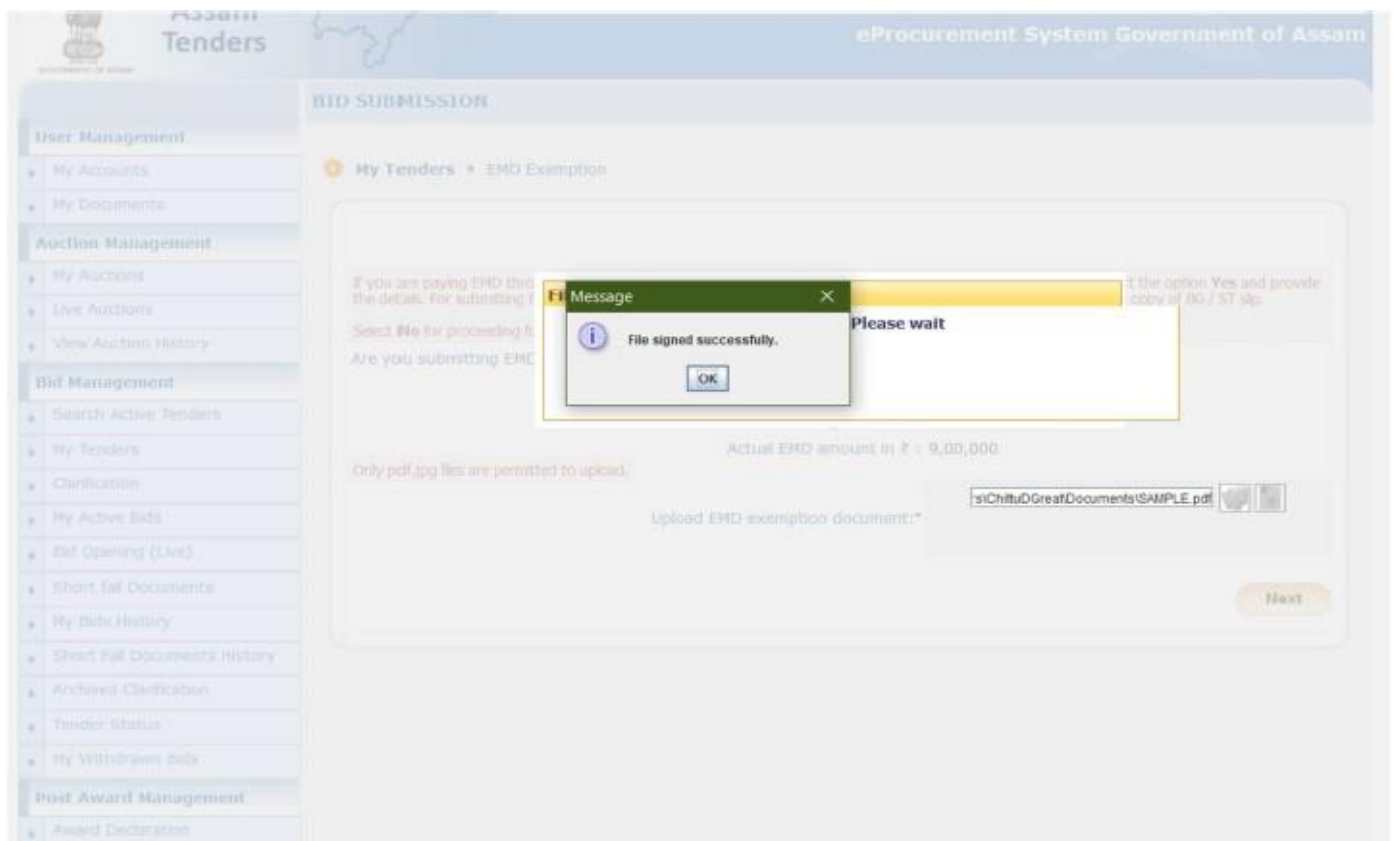 Assam
Tenders
eProcurement System Government of Assam
BID SUBMISSION
User Management
My Accounts
My Documents
Auction Management
My Auctions
Live Auctions
View Auction History
Bid Management
Search Active Tenders
My Tenders
Clarification
My Active Bids
Bid Opening (Live)
Short fall Documents
My Bids History
Short Fall Documents History
Archived Clarification
Tender Status
My Withdrawn Bids
Post Award Management
Award Declaration
My Tenders EMD Exemption
If you are paying EMD thro
t the option Yes and provide
the details. For submitting
copy of BG / ST slip.
Select No for proceeding
Are you submitting EMD
Message
Please wait
File signed successfully.
OK
Actual EMD amount in ₹ : 9,00,000
Only pdf,jpg files are permitted to upload.
Upload EMD exemption document:*
's\ChittuDGreat\Documents\SAMPLE.pdf
Next